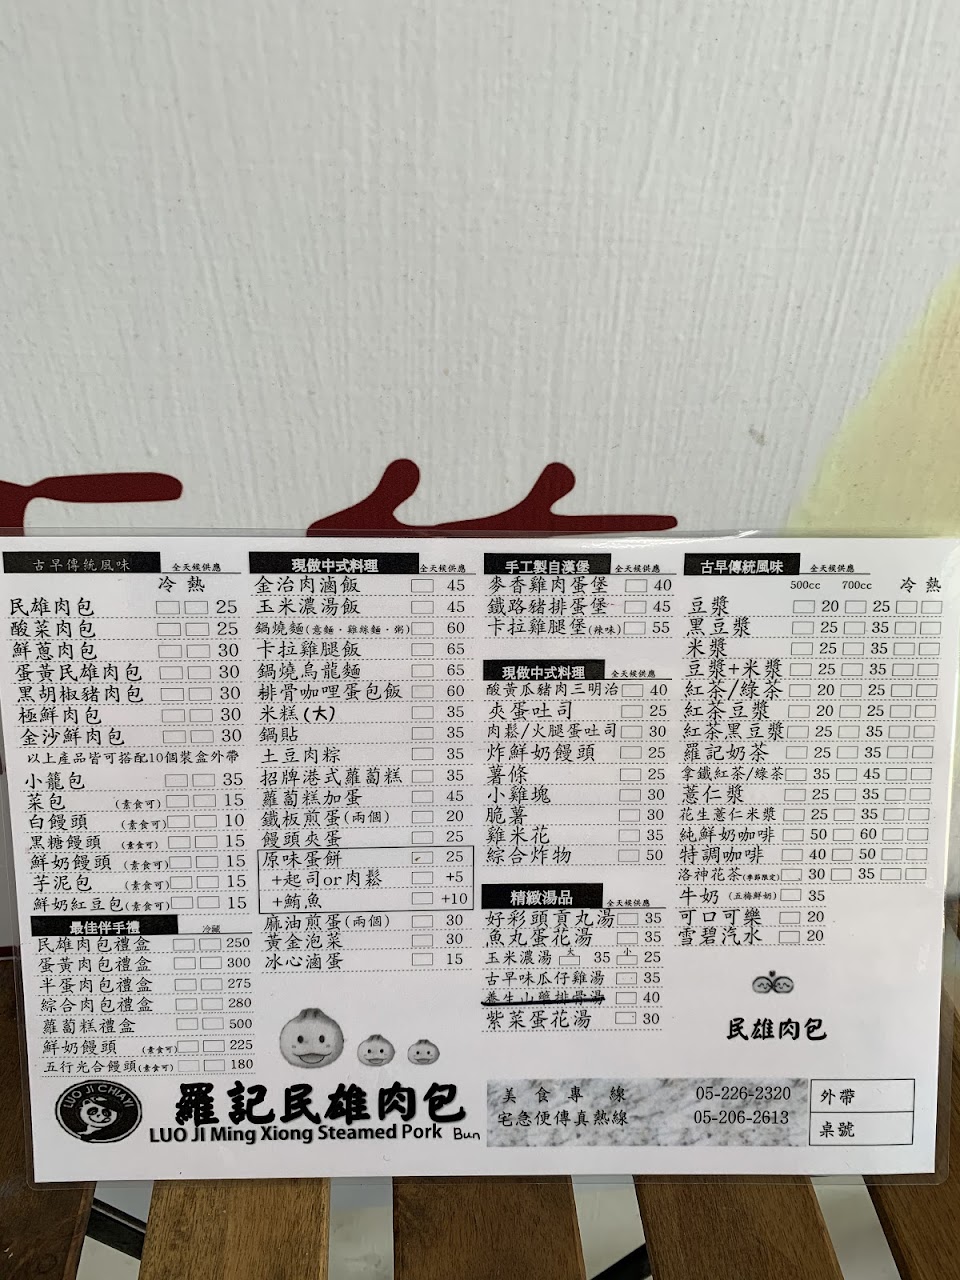 古早傳統風味 全天候供應
冷 熱
民雄肉包 25
酸菜肉包 25
鮮蔥肉包 30
蛋黃民雄肉包 30
黑胡椒豬肉包 30
極鮮肉包 30
金沙鮮肉包 30
以上產品皆可搭配10個裝盒外帶
小籠包 35
菜包 (素食可) 15
白饅頭 (素食可) 10
黑糖饅頭 (素食可) 15
鮮奶饅頭 (素食可) 15
芋泥包 (素食可) 15
鮮奶紅豆包 (素食可) 15
最佳伴手禮 冷藏
民雄肉包禮盒 250
蛋黃肉包禮盒 300
半蛋肉包禮盒 275
綜合肉包禮盒 280
蘿蔔糕禮盒 500
鮮奶饅頭 (素食可) 225
五行光合饅頭(素食可) 180
現做中式料理 全天候供應
金治肉滷飯 45
玉米濃湯飯 45
鍋燒麵(意麵‧雞絲麵‧粥) 60
卡拉雞腿飯 65
鍋燒烏龍麵 65
排骨咖哩蛋包飯 60
米糕(大) 35
鍋貼 35
土豆肉粽 35
招牌港式蘿蔔糕 35
蘿蔔糕加蛋 45
鐵板煎蛋(兩個) 20
饅頭夾蛋 25
原味蛋餅 25
+起司or肉鬆 +5
+鮪魚 +10
麻油煎蛋(兩個) 30
黃金泡菜 30
冰心滷蛋 15
手工製自漢堡 全天候供應
麥香雞肉蛋堡 40
鐵路豬排蛋堡 45
卡拉雞腿堡(辣味) 55
現做中式料理 全天候供應
酸黃瓜豬肉三明治 40
夾蛋吐司 25
肉鬆/火腿蛋吐司 30
炸鮮奶饅頭 25
薯條 25
小雞塊 30
脆薯 30
雞米花 35
綜合炸物 50
精緻湯品 全天候供應
好彩頭貢丸湯 35
魚丸蛋花湯 35
玉米濃湯 大 35 小 25
古早味瓜仔雞湯 35
養生山藥排骨湯 40
紫菜蛋花湯 30
古早傳統風味 全天候供應
500cc 700cc 冷 熱
豆漿 20 25
黑豆漿 25 35
米漿 25 35
豆漿+米漿 25 35
紅茶/綠茶 20 25
紅茶豆漿 20 25
紅茶黑豆漿 25 35
羅記奶茶 25 35
拿鐵紅茶/綠茶 35 45
薏仁漿 25 35
花生薏仁米漿 25 35
純鮮奶咖啡 50 60
特調咖啡 40 50
洛神花茶(季節限定) 30 35
牛奶 (五梅鮮奶) 35
可口可樂 20
雪碧汽水 20
民雄肉包
LUO JI CHIAYI
羅記民雄肉包
LUO JI Ming Xiong Steamed Pork Bun
美食專線 05-226-2320
宅急便傳真熱線 05-206-2613
外帶
桌號